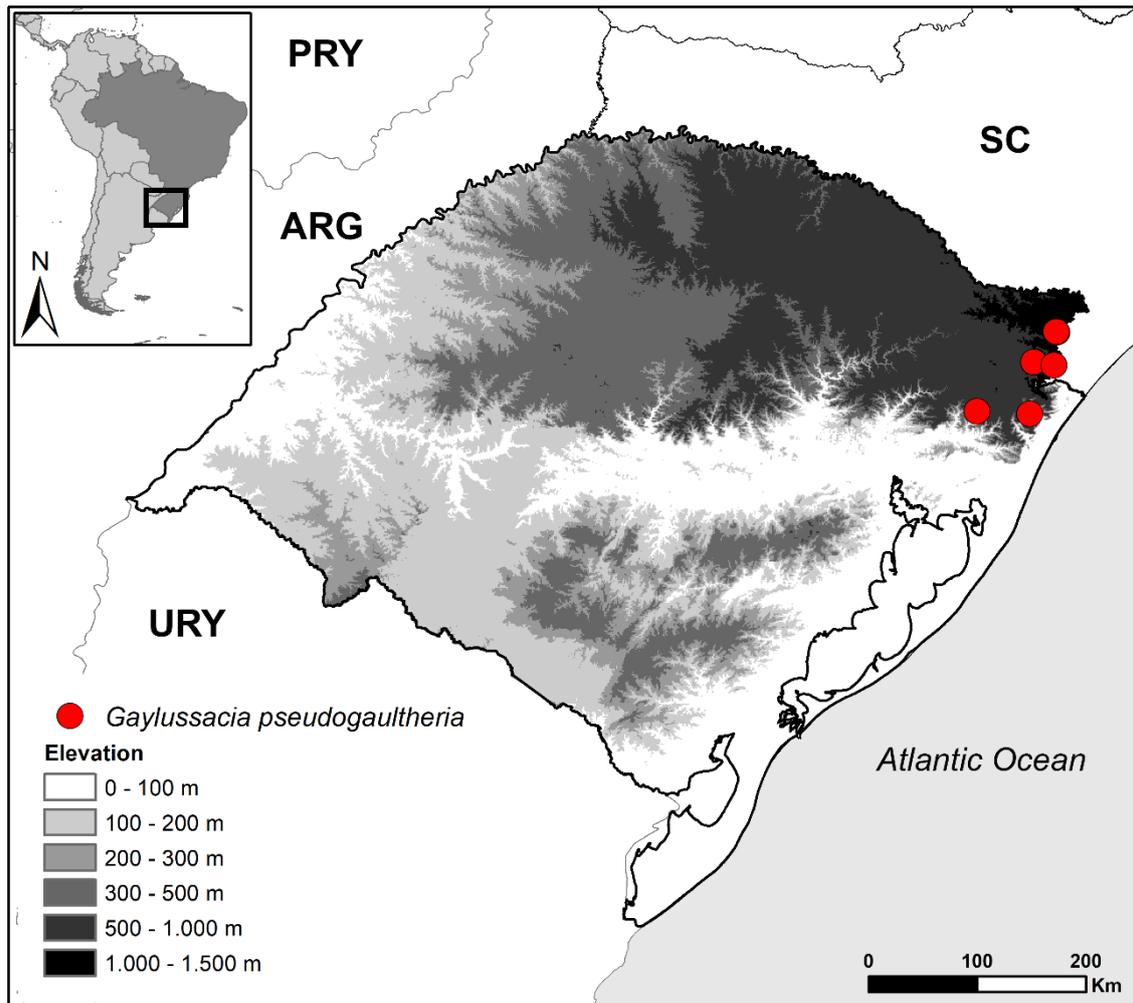 PRY
SC
ARG
N
URY
Gaylussacia pseudogaultheria
Elevation
0 - 100 m
100 - 200 m
200 - 300 m
300 - 500 m
500 - 1.000 m
1.000 - 1.500 m
Atlantic Ocean
0 100 200
Km